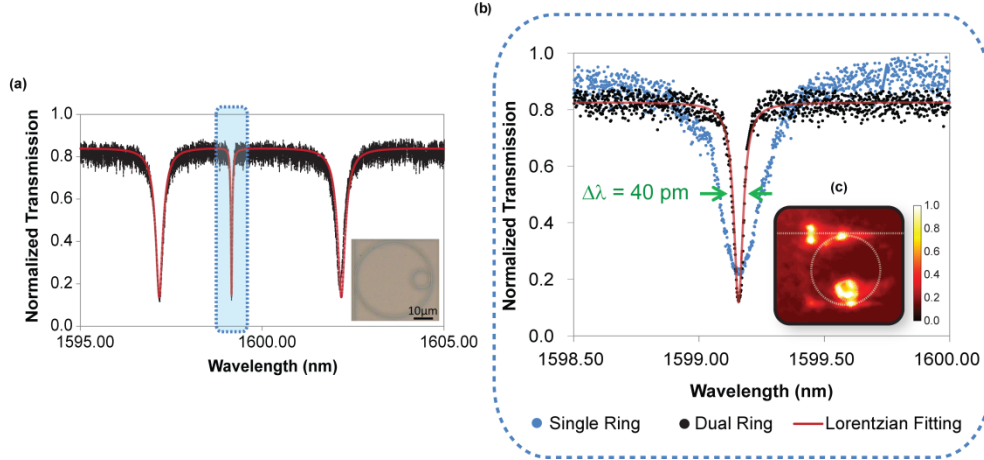 (a)
Normalized Transmission
1.0
0.8
0.6
0.4
0.2
0.0
1595.00
1600.00
1605.00
Wavelength (nm)
10μm
(b)
Normalized Transmission
1.0
0.8
0.6
0.4
0.2
0.0
Δλ = 40 pm
(c)
1.0
0.8
0.6
0.4
0.2
0.0
1598.50
1599.00
1599.50
1600.00
Wavelength (nm)
Single Ring
Dual Ring
Lorentzian Fitting